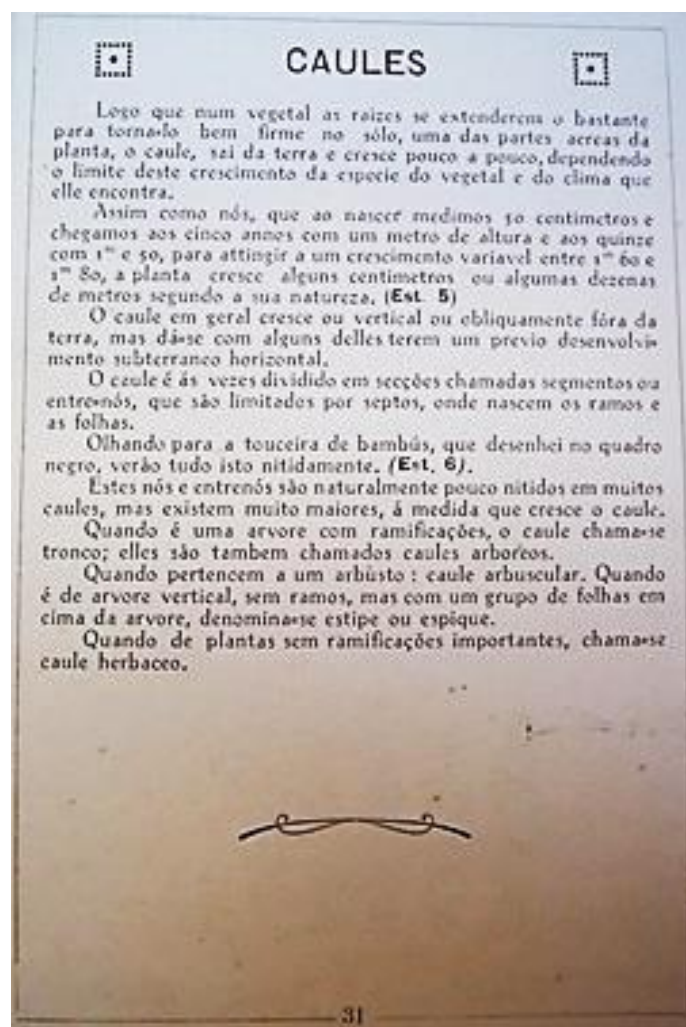 CAULES
Logo que num vegetal as raizes se extenderem o bastante
para torna-lo bem firme no sólo, uma das partes aereas da
planta, o caule, sai da terra e cresce pouco a pouco, dependendo
o limite deste crescimento da especie do vegetal e do clima que
elle encontra.
Assim como nós, que ao nascer medimos 50 centimetros e
chegamos aos cinco annos com um metro de altura e aos quinze
com 1m e 50, para attingir a um crescimento variavel entre 1m 60 e
1m 80, a planta cresce alguns centimetros ou algumas dezenas
de metros segundo a sua natureza. (Est. 5)
O caule em geral cresce ou vertical ou obliquamente fóra da
terra, mas dá-se com alguns delles terem um previo desenvolvi-
mento subterraneo horizontal.
O caule é ás vezes dividido em secções chamadas segmentos ou
entre-nós, que são limitados por septos, onde nascem os ramos e
as folhas.
Olhando para a touceira de bambús, que desenhei no quadro
negro, verão tudo isto nitidamente. (Est. 6).
Estes nós e entrenós são naturalmente pouco nitidos em muitos
caules, mas existem muito maiores, á medida que cresce o caule.
Quando é uma arvore com ramificações, o caule chama-se
tronco; elles são tambem chamados caules arboreos.
Quando pertencem a um arbústo : caule arbuscular. Quando
é de arvore vertical, sem ramos, mas com um grupo de folhas em
cima da arvore, denomina-se estipe ou espique.
Quando de plantas sem ramificações importantes, chama-se
caule herbaceo.
31